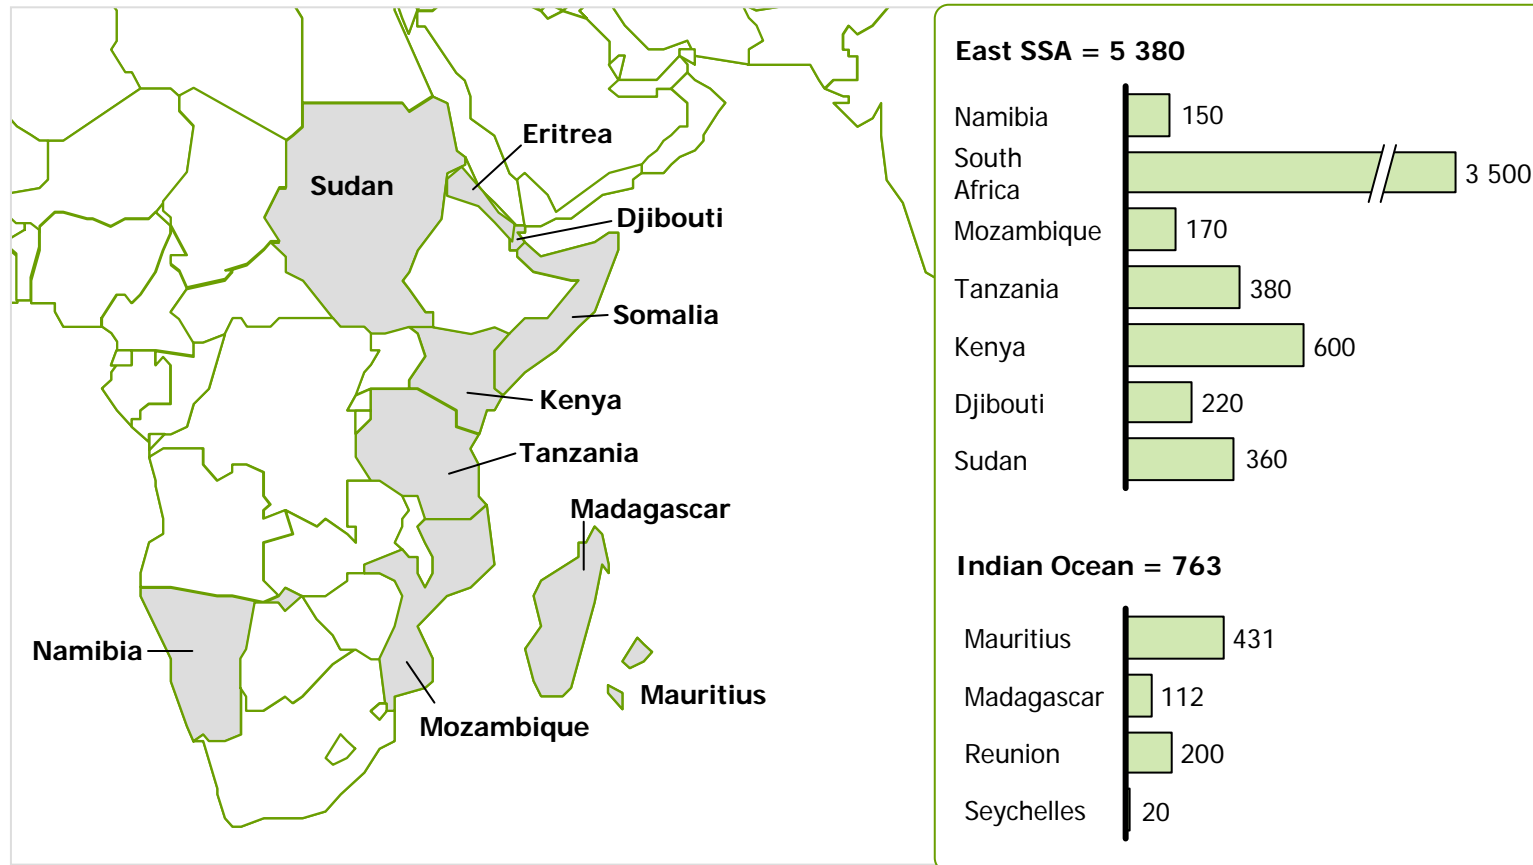 Eritrea
Sudan
Djibouti
Somalia
Kenya
Tanzania
Madagascar
Namibia
Mauritius
Mozambique
East SSA = 5 380
Namibia 150
South
Africa 3 500
Mozambique 170
Tanzania 380
Kenya 600
Djibouti 220
Sudan 360
Indian Ocean = 763
Mauritius 431
Madagascar 112
Reunion 200
Seychelles 20